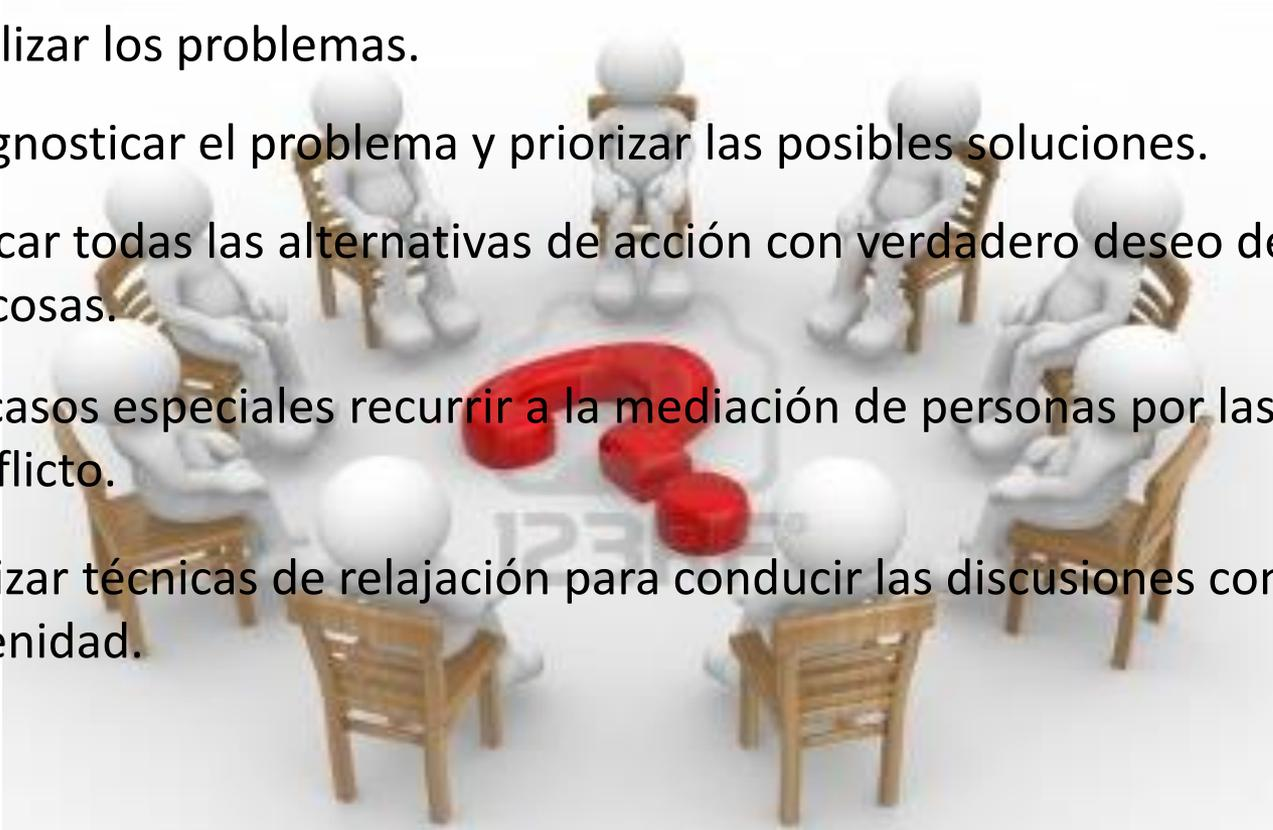 lizar los problemas.
gnosticar el problema y priorizar las posibles soluciones.
car todas las alternativas de acción con verdadero deseo de
cosas.
casos especiales recurrir a la mediación de personas por las
flicto.
izar técnicas de relajación para conducir las discusiones con
enidad.
123RF